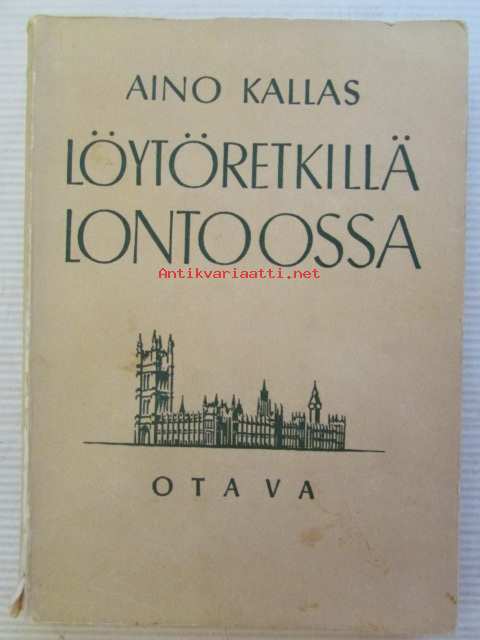 AINO KALLAS
LÖYTÖRETKILLÄ
LONTOOSSA
Antikvariaatti.net
OTAVA